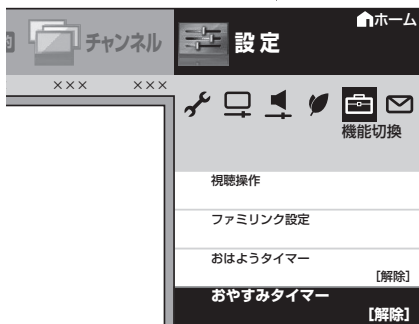 ホーム
チャンネル
設定
××× ×××
機能切換
視聴操作
ファミリンク設定
おはようタイマー
[解除]
おやすみタイマー
[解除]